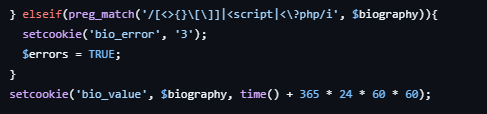 } elseif(preg_match('/[<>{}\[\]]|<script|<\?php/i', $biography)){
setcookie('bio_error', '3');
$errors = TRUE;
}
setcookie('bio_value', $biography, time() + 365 * 24 * 60 * 60);